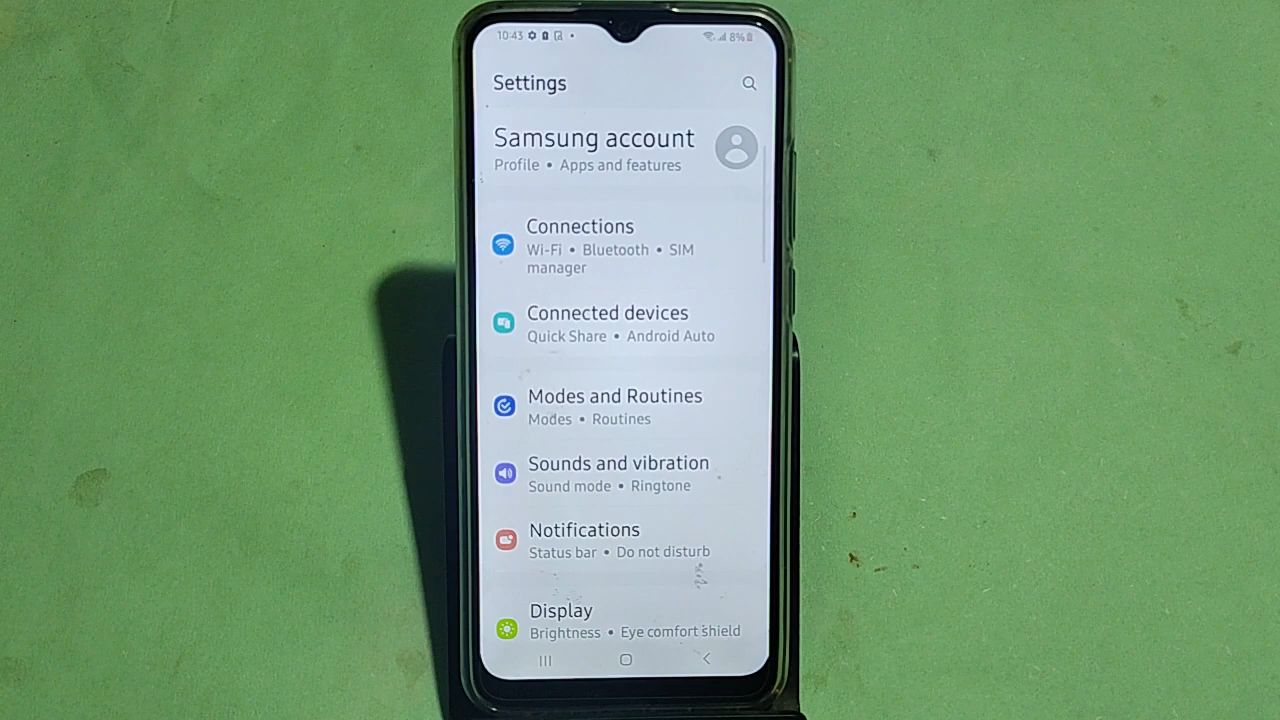 10:43
8%
Settings
Samsung account
Profile • Apps and features
Connections
Wi-Fi • Bluetooth • SIM
manager
Connected devices
Quick Share • Android Auto
Modes and Routines
Modes • Routines
Sounds and vibration
Sound mode • Ringtone
Notifications
Status bar • Do not disturb
Display
Brightness • Eye comfort shield